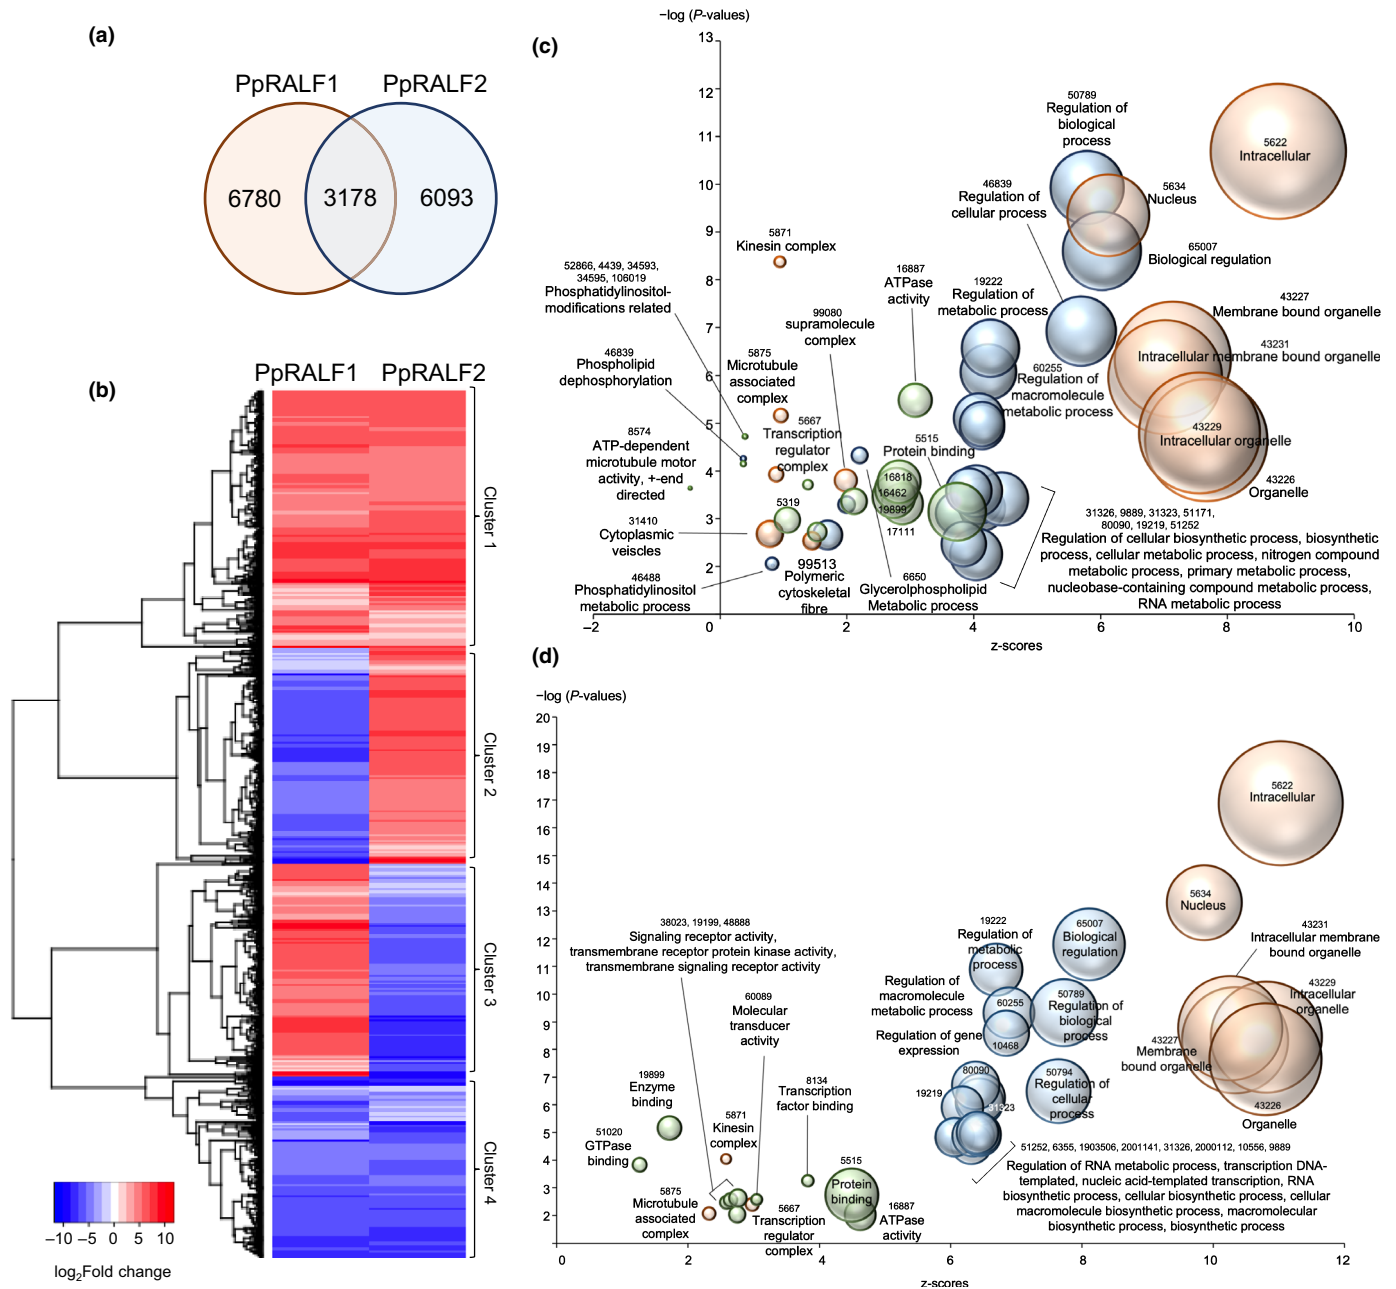 (a)
PpRALF1
PpRALF2
6780
3178
6093
(b)
PpRALF1
PpRALF2
Cluster 1
Cluster 2
Cluster 3
Cluster 4
−10
−5
0
5
10
log2Fold change
(c)
−log (P-values)
13
12
11
10
9
8
7
6
5
4
3
2
−2
0
2
4
6
8
10
z-scores
50789
Regulation of
biological
process
5622
Intracellular
46839
Regulation of
cellular process
5634
Nucleus
5871
Kinesin complex
65007
Biological regulation
52866, 4439, 34593,
34595, 106019
Phosphatidylinositol-
modifications related
16887
ATPase
activity
19222
Regulation of
metabolic process
43227
Membrane bound organelle
99080
supramolecule
complex
43231
Intracellular membrane bound organelle
46839
Phospholipid
dephosphorylation
5875
Microtubule
associated
complex
60255
Regulation of
macromolecule
metabolic process
5667
Transcription
regulator
complex
8574
ATP-dependent
microtubule motor
activity, +-end
directed
5515
Protein binding
43229
Intracellular organelle
43226
Organelle
16818
16462
19899
17111
5319
31410
Cytoplasmic
veiscles
31326, 9889, 31323, 51171,
80090, 19219, 51252
Regulation of cellular biosynthetic process, biosynthetic
process, cellular metabolic process, nitrogen compound
metabolic process, primary metabolic process,
nucleobase-containing compound metabolic process,
RNA metabolic process
46488
Phosphatidylinositol
metabolic process
99513
Polymeric
cytoskeletal
fibre
6650
Glycerolphospholipid
Metabolic process
(d)
−log (P-values)
20
19
18
17
16
15
14
13
12
11
10
9
8
7
6
5
4
3
2
0
2
4
6
8
10
12
z-scores
5622
Intracellular
5634
Nucleus
38023, 19199, 48888
Signaling receptor activity,
transmembrane receptor protein kinase activity,
transmembrane signaling receptor activity
19222
Regulation of
metabolic
process
65007
Biological
regulation
43231
Intracellular membrane
bound organelle
Regulation of
macromolecule
metabolic process
60255
50789
Regulation of
biological
process
43229
Intracellular
organelle
60089
Molecular
transducer
activity
Regulation of gene
expression
10468
43227
Membrane
bound organelle
19899
Enzyme
binding
8134
Transcription
factor binding
80090
19219
31323
50794
Regulation of
cellular
process
43226
Organelle
51020
GTPase
binding
5871
Kinesin
complex
51252, 6355, 1903506, 2001141, 31326, 2000112, 10556, 9889
Regulation of RNA metabolic process, transcription DNA-
templated, nucleic acid-templated transcription, RNA
biosynthetic process, cellular biosynthetic process, cellular
macromolecule biosynthetic process, macromolecular
biosynthetic process, biosynthetic process
5515
Protein
binding
5875
Microtubule
associated
complex
5667
Transcription
regulator
complex
16887
ATPase
activity